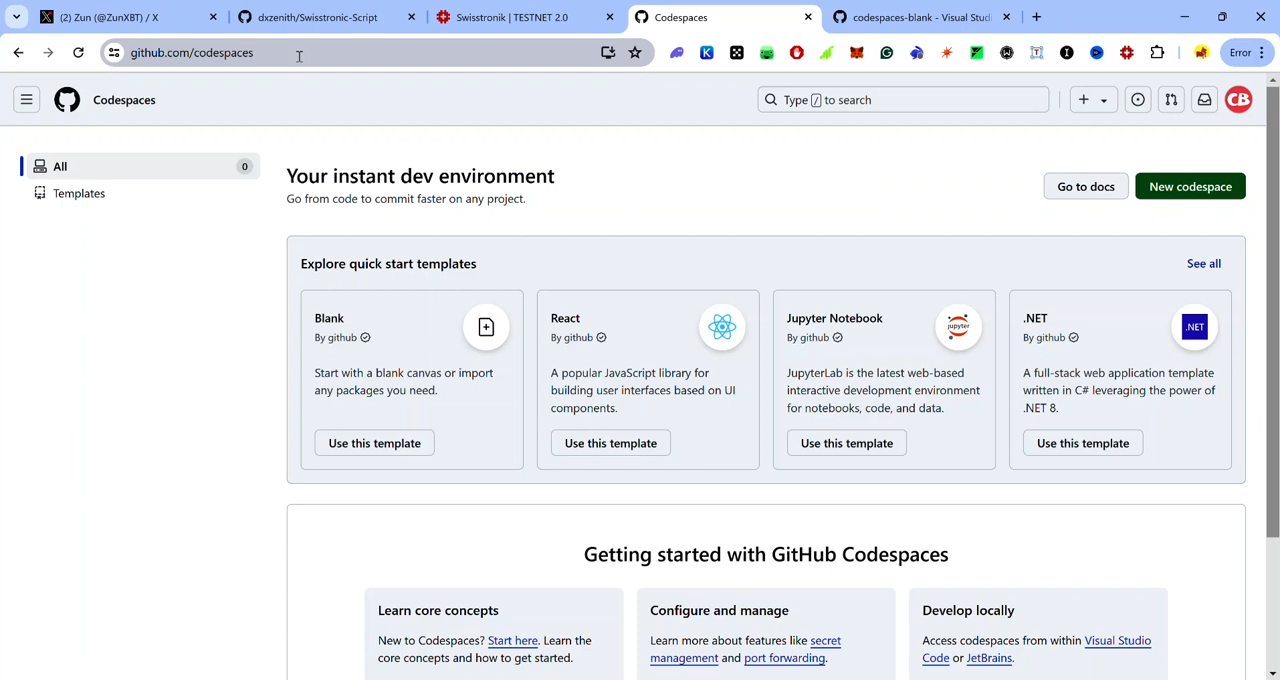 (2) Zun (@ZunXBT) / X
dxzenith/Swisstronic-Script
Swisstronik | TESTNET 2.0
Codespaces
codespaces-blank - Visual Stud
github.com/codespaces
Error
Codespaces
Type / to search
CB
All
0
Templates
Your instant dev environment
Go from code to commit faster on any project.
Go to docs
New codespace
Explore quick start templates
See all
Blank
By github
Start with a blank canvas or import
any packages you need.
Use this template
React
By github
A popular JavaScript library for
building user interfaces based on UI
components.
Use this template
Jupyter Notebook
By github
jupyter
JupyterLab is the latest web-based
interactive development environment
for notebooks, code, and data.
Use this template
.NET
By github
.NET
A full-stack web application template
written in C# leveraging the power of
.NET 8.
Use this template
Getting started with GitHub Codespaces
Learn core concepts
New to Codespaces? Start here. Learn the
core concepts and how to get started.
Configure and manage
Learn more about features like secret
management and port forwarding.
Develop locally
Access codespaces from within Visual Studio
Code or JetBrains.